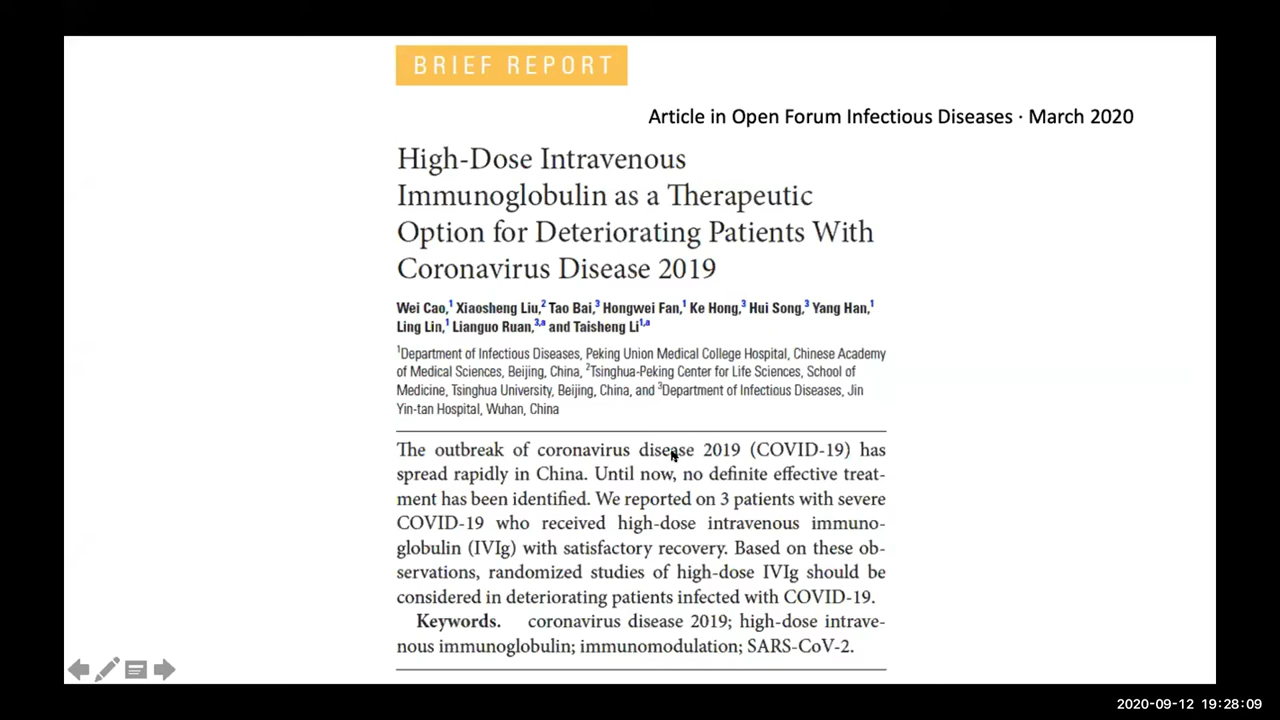 BRIEF REPORT
Article in Open Forum Infectious Diseases · March 2020
High-Dose Intravenous
Immunoglobulin as a Therapeutic
Option for Deteriorating Patients With
Coronavirus Disease 2019
Wei Cao,1 Xiaosheng Liu,2 Tao Bai,3 Hongwei Fan,1 Ke Hong,3 Hui Song,3 Yang Han,1
Ling Lin,1 Lianguo Ruan,3,a and Taisheng Li1,a
1Department of Infectious Diseases, Peking Union Medical College Hospital, Chinese Academy
of Medical Sciences, Beijing, China, 2Tsinghua-Peking Center for Life Sciences, School of
Medicine, Tsinghua University, Beijing, China, and 3Department of Infectious Diseases, Jin
Yin-tan Hospital, Wuhan, China
The outbreak of coronavirus disease 2019 (COVID-19) has
spread rapidly in China. Until now, no definite effective treat-
ment has been identified. We reported on 3 patients with severe
COVID-19 who received high-dose intravenous immuno-
globulin (IVIg) with satisfactory recovery. Based on these ob-
servations, randomized studies of high-dose IVIg should be
considered in deteriorating patients infected with COVID-19.
Keywords. coronavirus disease 2019; high-dose intrave-
nous immunoglobulin; immunomodulation; SARS-CoV-2.
2020-09-12 19:28:09